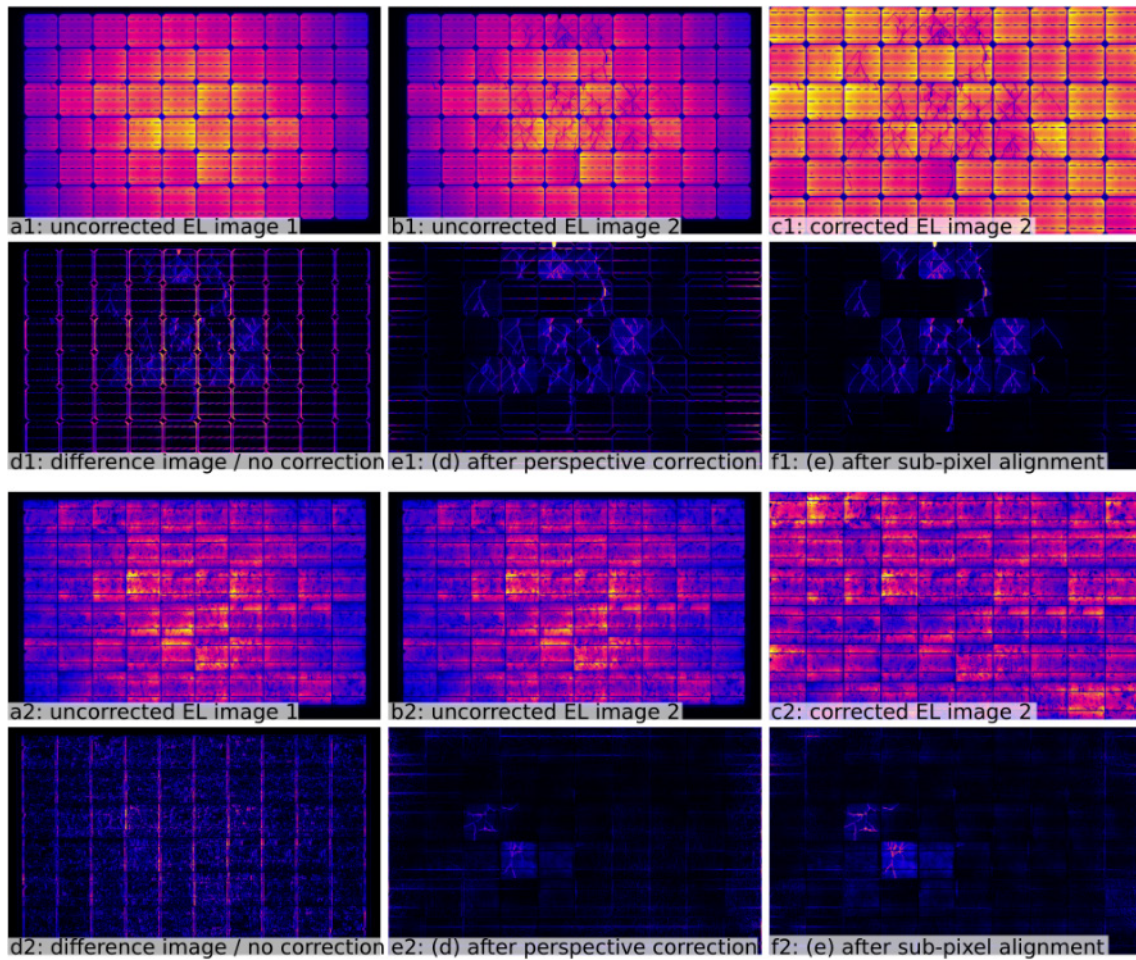 a1: uncorrected EL image 1
b1: uncorrected EL image 2
c1: corrected EL image 2
d1: difference image / no correction
e1: (d) after perspective correction
f1: (e) after sub-pixel alignment
a2: uncorrected EL image 1
b2: uncorrected EL image 2
c2: corrected EL image 2
d2: difference image / no correction
e2: (d) after perspective correction
f2: (e) after sub-pixel alignment